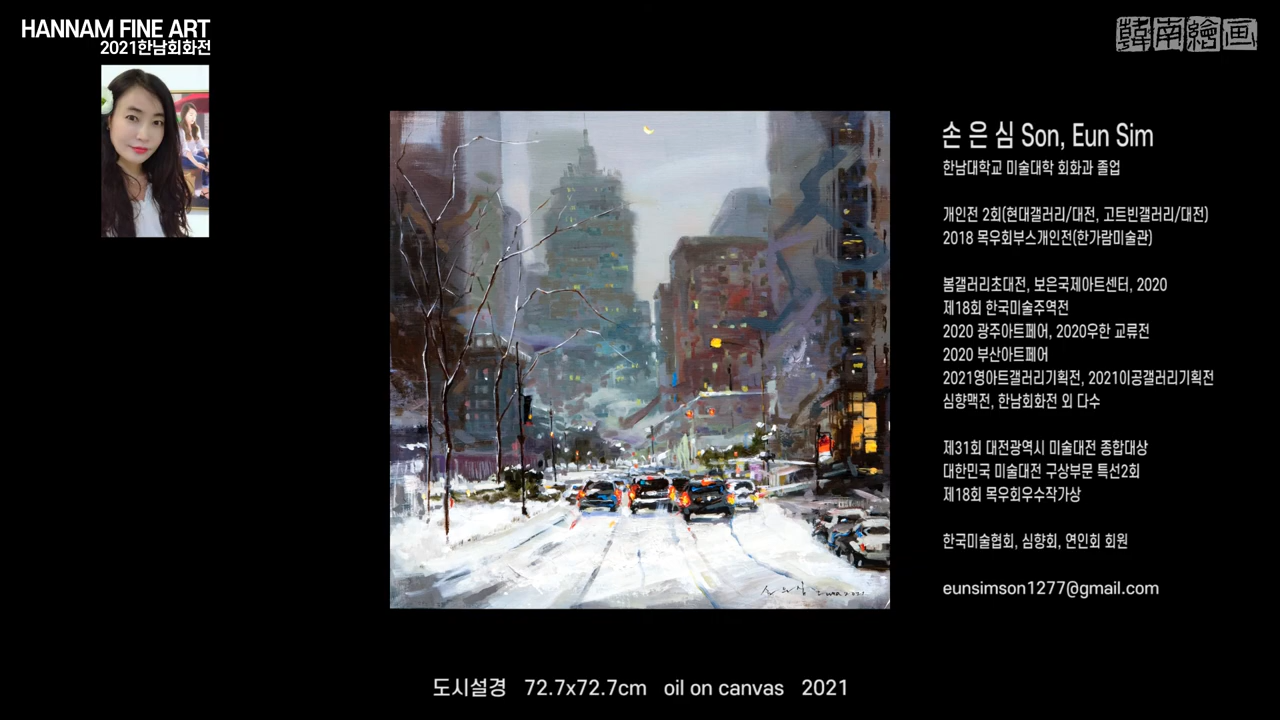 HANNAM FINE ART
2021한남회화전
韓南繪画
손 은 심 Son, Eun Sim
한남대학교 미술대학 회화과 졸업
개인전 2회(현대갤러리/대전, 고트빈갤러리/대전)
2018 목우회부스개인전(한가람미술관)
봄갤러리초대전, 보은국제아트센터, 2020
제18회 한국미술주역전
2020 광주아트페어, 2020우한 교류전
2020 부산아트페어
2021영아트갤러리기획전, 2021이공갤러리기획전
심향맥전, 한남회화전 외 다수
제31회 대전광역시 미술대전 종합대상
대한민국 미술대전 구상부문 특선2회
제18회 목우회우수작가상
한국미술협회, 심향회, 연인회 회원
eunsimson1277@gmail.com
손은심
도시설경 72.7x72.7cm oil on canvas 2021